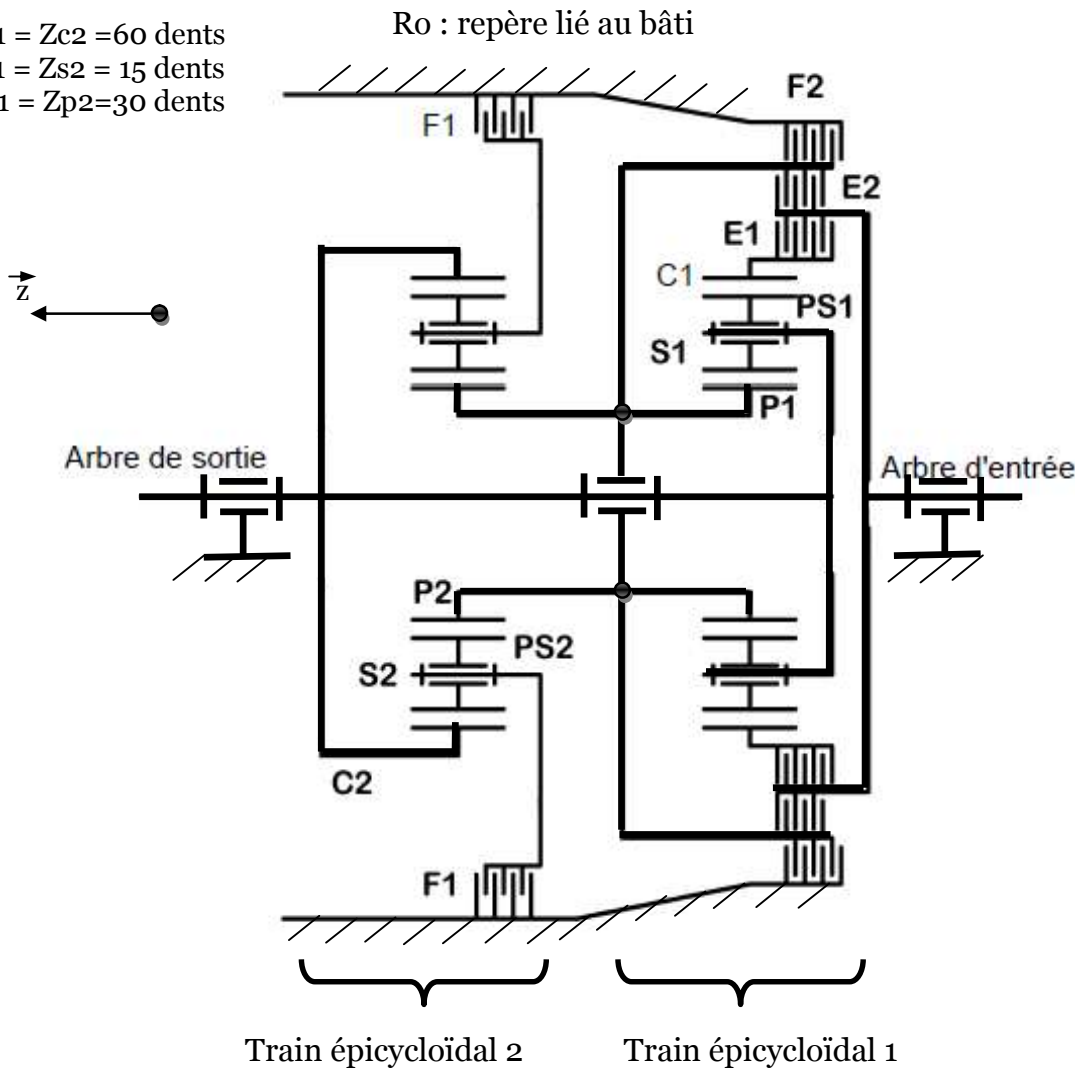 Ro : repère lié au bâti
1 = Zc2 =60 dents
1 = Zs2 = 15 dents
1 = Zp2=30 dents
F2
F1
E2
E1
C1
z
PS1
S1
P1
Arbre de sortie
Arbre d'entrée
P2
PS2
S2
C2
F1
Train épicycloïdal 2
Train épicycloïdal 1